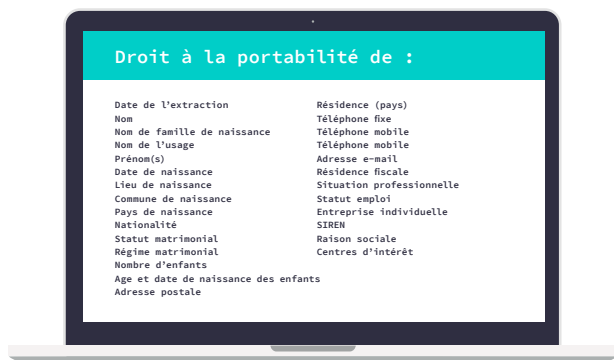 Droit à la portabilité de :
Date de l'extraction
Nom
Nom de famille de naissance
Nom de l'usage
Prénom(s)
Date de naissance
Lieu de naissance
Commune de naissance
Pays de naissance
Nationalité
Statut matrimonial
Régime matrimonial
Nombre d'enfants
Age et date de naissance des enfants
Adresse postale
Résidence (pays)
Téléphone fixe
Téléphone mobile
Téléphone mobile
Adresse e-mail
Résidence fiscale
Situation professionnelle
Statut emploi
Entreprise individuelle
SIREN
Raison sociale
Centres d'intérêt